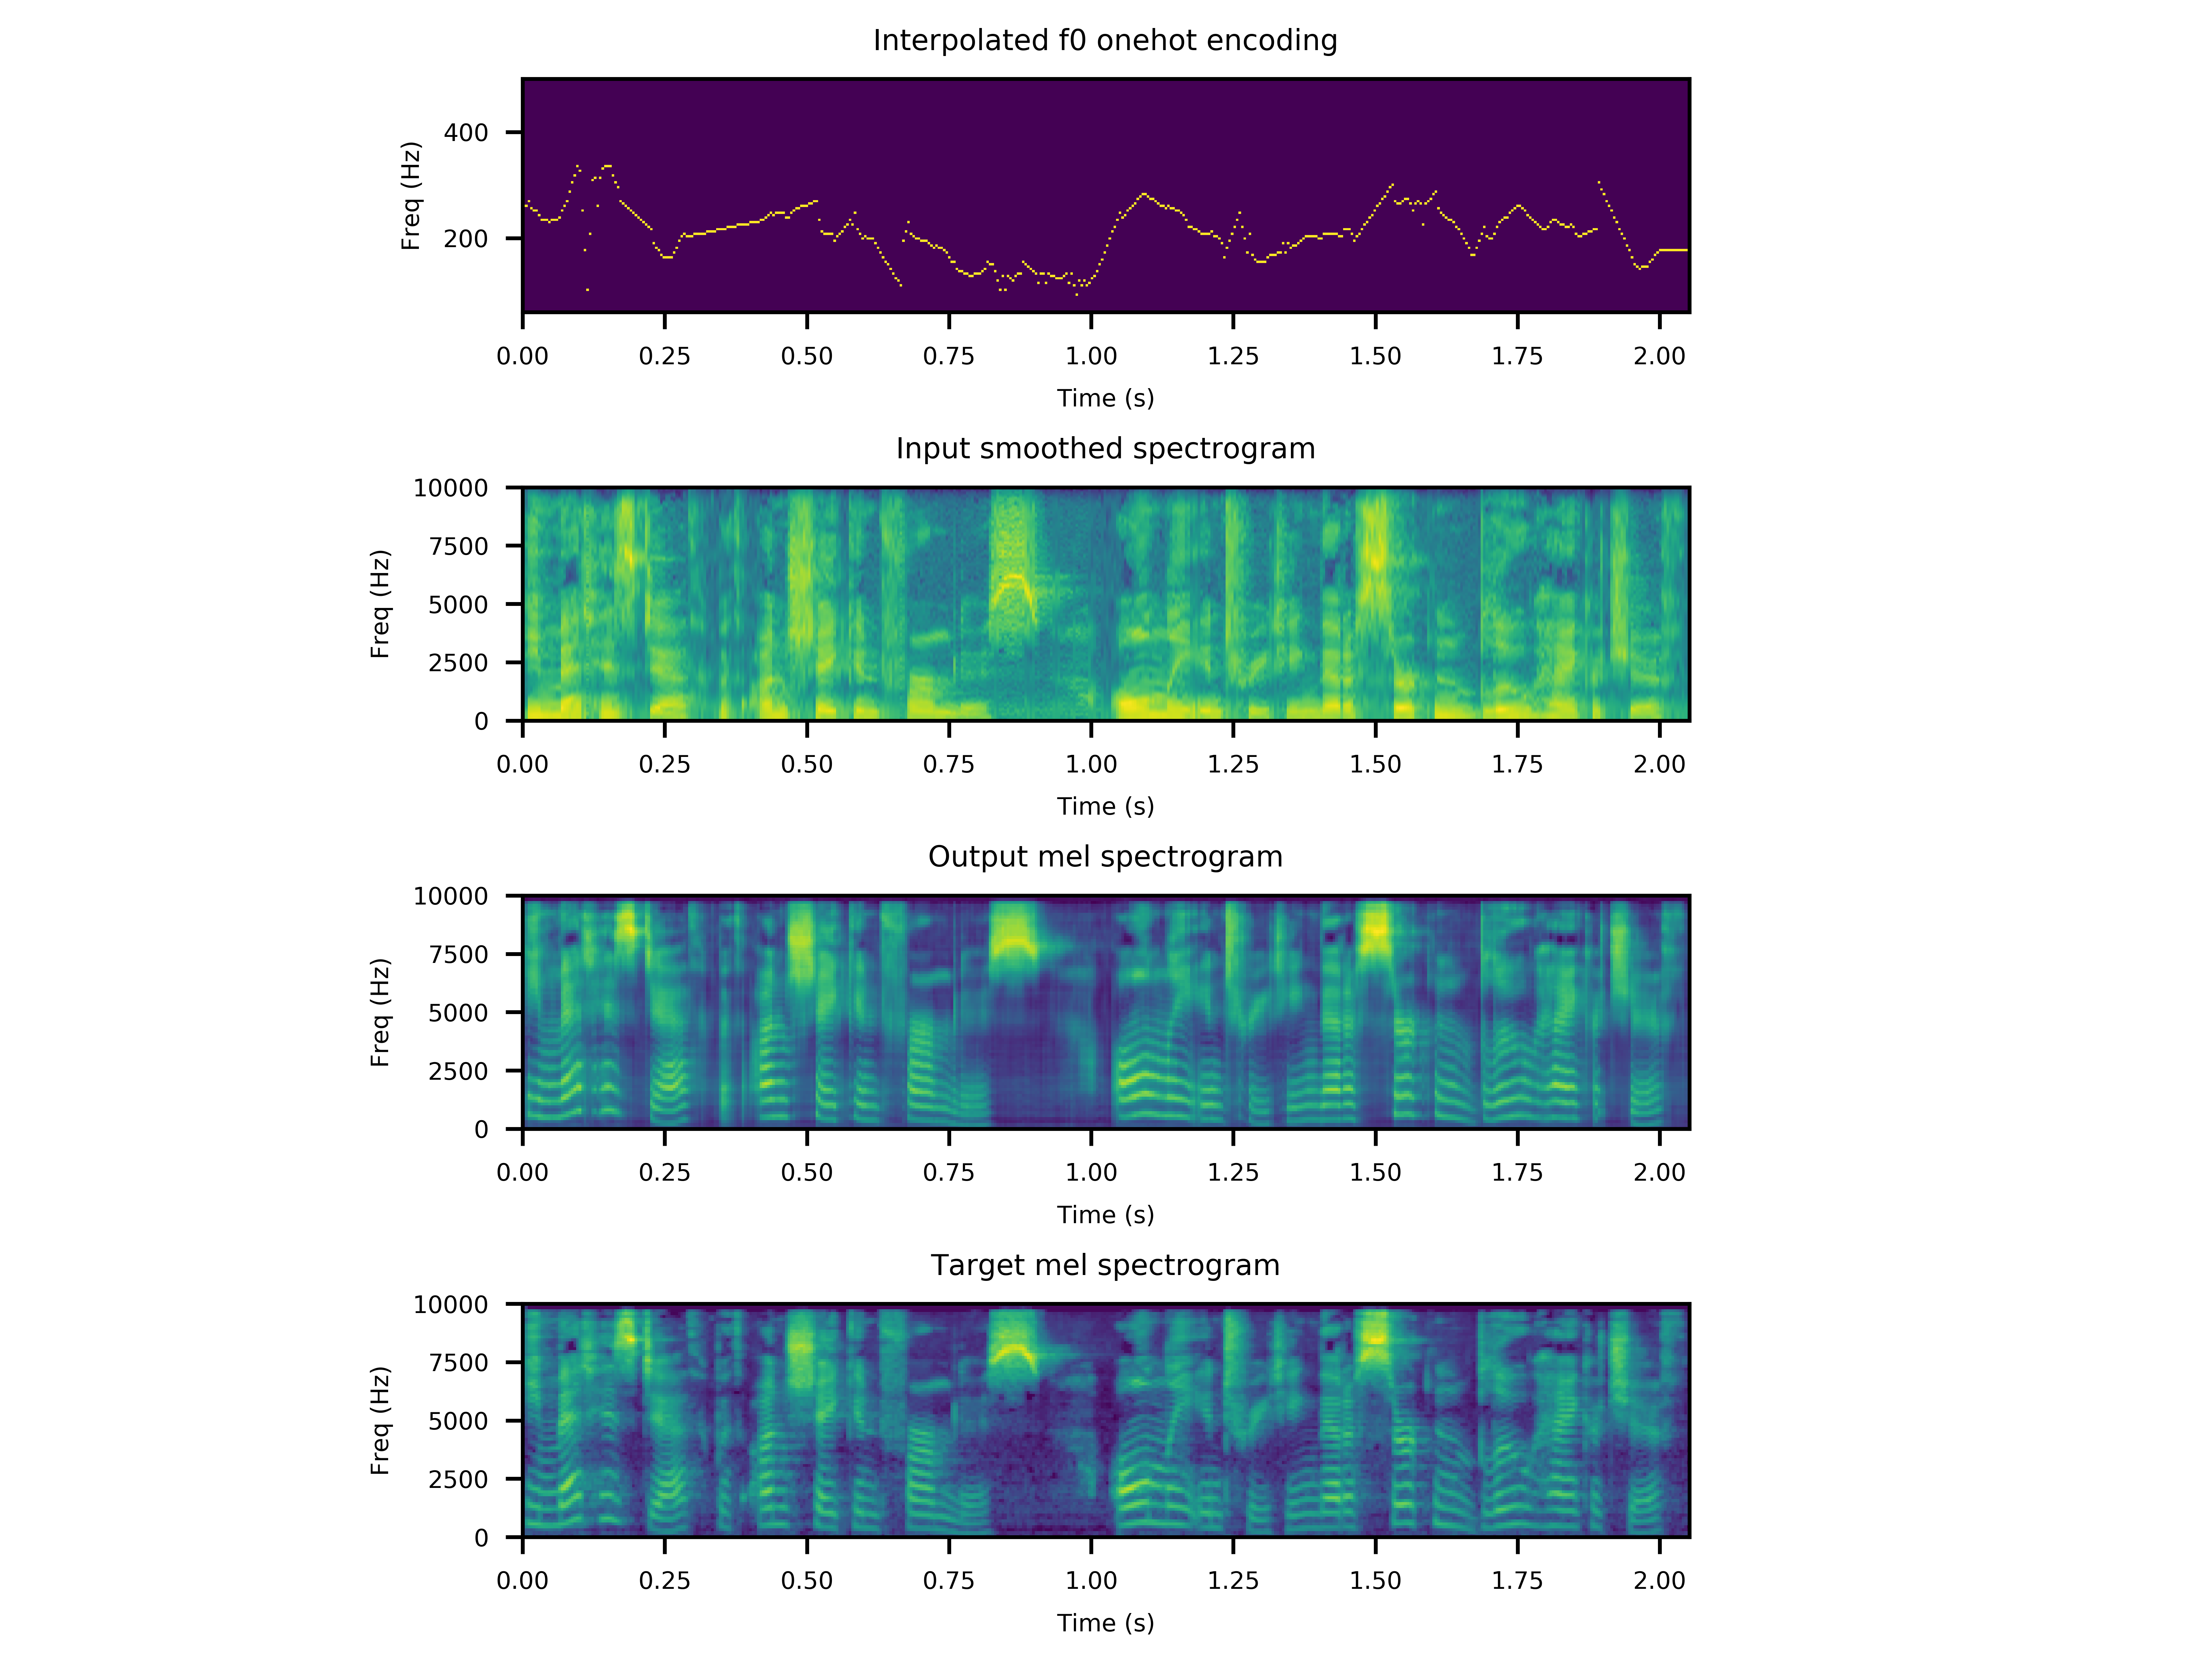 Interpolated f0 onehot encoding
Freq (Hz)
400
200
0.00 0.25 0.50 0.75 1.00 1.25 1.50 1.75 2.00
Time (s)
Input smoothed spectrogram
Freq (Hz)
10000
7500
5000
2500
0
0.00 0.25 0.50 0.75 1.00 1.25 1.50 1.75 2.00
Time (s)
Output mel spectrogram
Freq (Hz)
10000
7500
5000
2500
0
0.00 0.25 0.50 0.75 1.00 1.25 1.50 1.75 2.00
Time (s)
Target mel spectrogram
Freq (Hz)
10000
7500
5000
2500
0
0.00 0.25 0.50 0.75 1.00 1.25 1.50 1.75 2.00
Time (s)